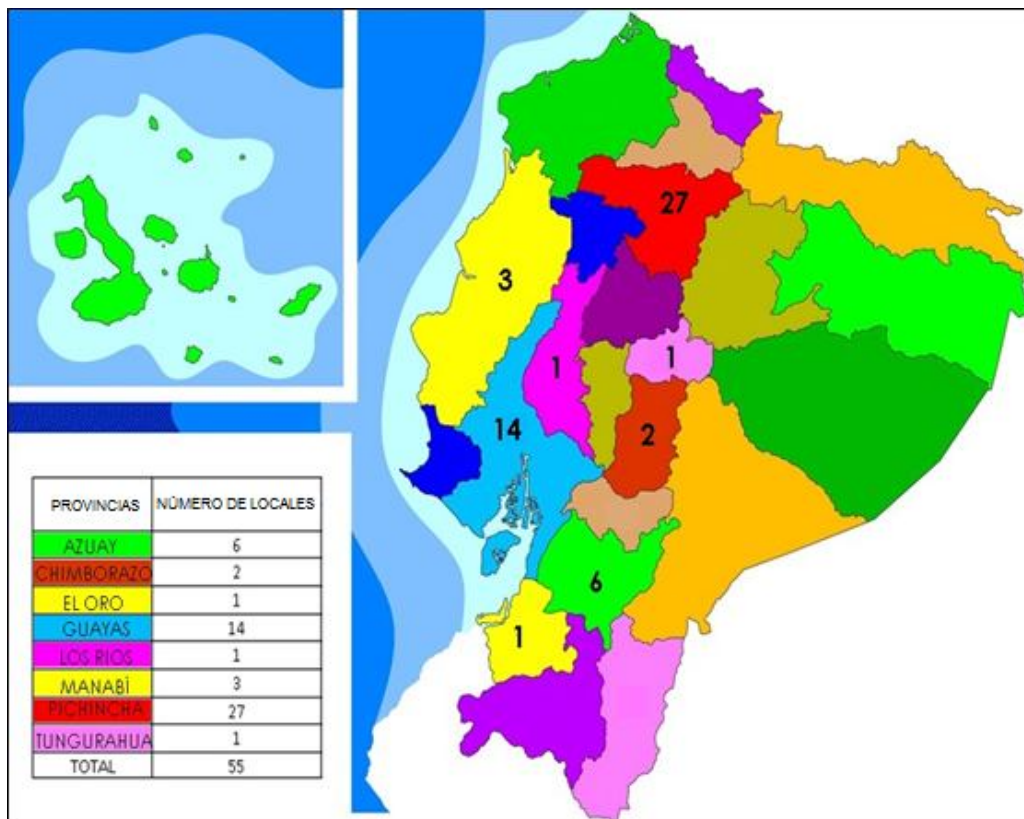 27
3
1
1
14
2
6
1
PROVINCIAS NÚMERO DE LOCALES
AZUAY 6
CHIMBORAZO 2
EL ORO 1
GUAYAS 14
LOS RIOS 1
MANABÍ 3
PICHINCHA 27
TUNGURAHUA 1
TOTAL 55